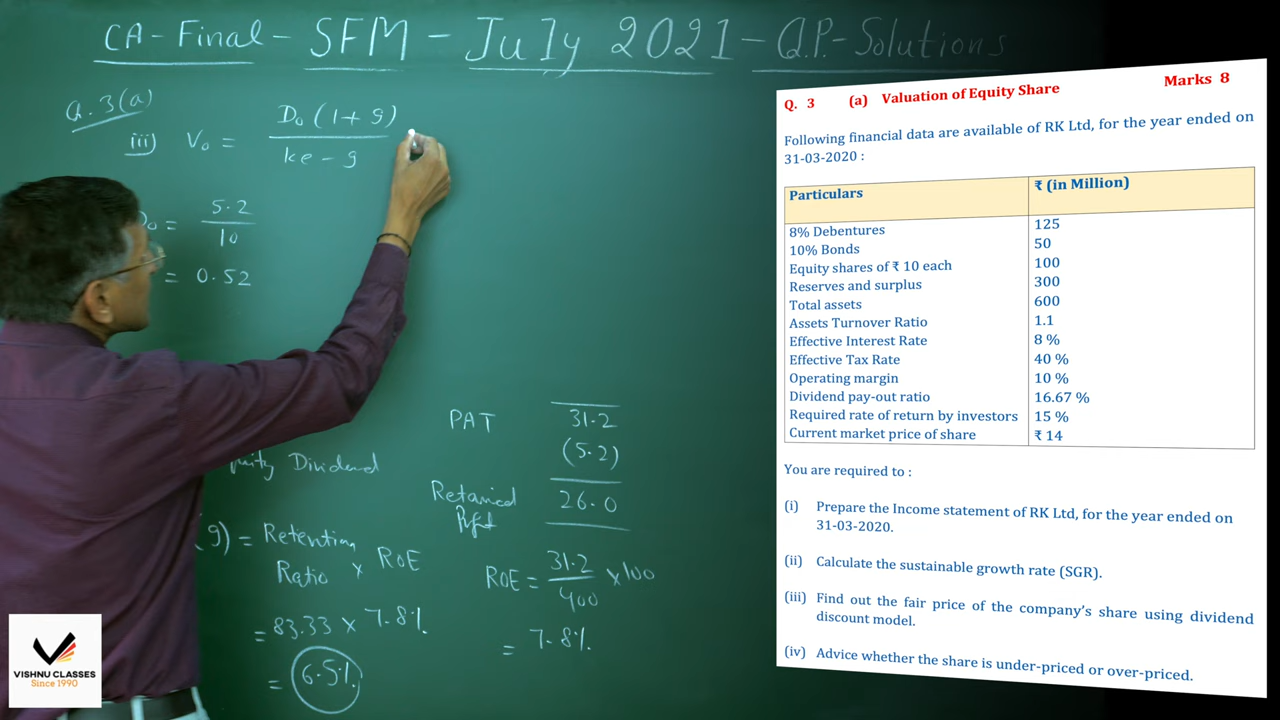 CA-Final - SFM - July 2021 - Q.P.- Solutions
Q. 3(a)
iii) V₀ = D₀ (1 + g)
ke - g
D₀ = 5.2
10
= 0.52
PAT 31.2
(5.2)
Equity Dividend
Retained 26.0
g) = Retention
Ratio × ROE
ROE = 31.2 × 100
400
= 83.33 × 7.8%
= 7.8%
= 6.5%
VISHNU CLASSES
Since 1990
Q. 3 (a) Valuation of Equity Share Marks 8
Following financial data are available of RK Ltd, for the year ended on
31-03-2020 :
Particulars ₹ (in Million)
8% Debentures 125
10% Bonds 50
Equity shares of ₹ 10 each 100
Reserves and surplus 300
Total assets 600
Assets Turnover Ratio 1.1
Effective Interest Rate 8 %
Effective Tax Rate 40 %
Operating margin 10 %
Dividend pay-out ratio 16.67 %
Required rate of return by investors 15 %
Current market price of share ₹ 14
You are required to :
(i) Prepare the Income statement of RK Ltd, for the year ended on
31-03-2020.
(ii) Calculate the sustainable growth rate (SGR).
(iii) Find out the fair price of the company's share using dividend
discount model.
(iv) Advice whether the share is under-priced or over-priced.